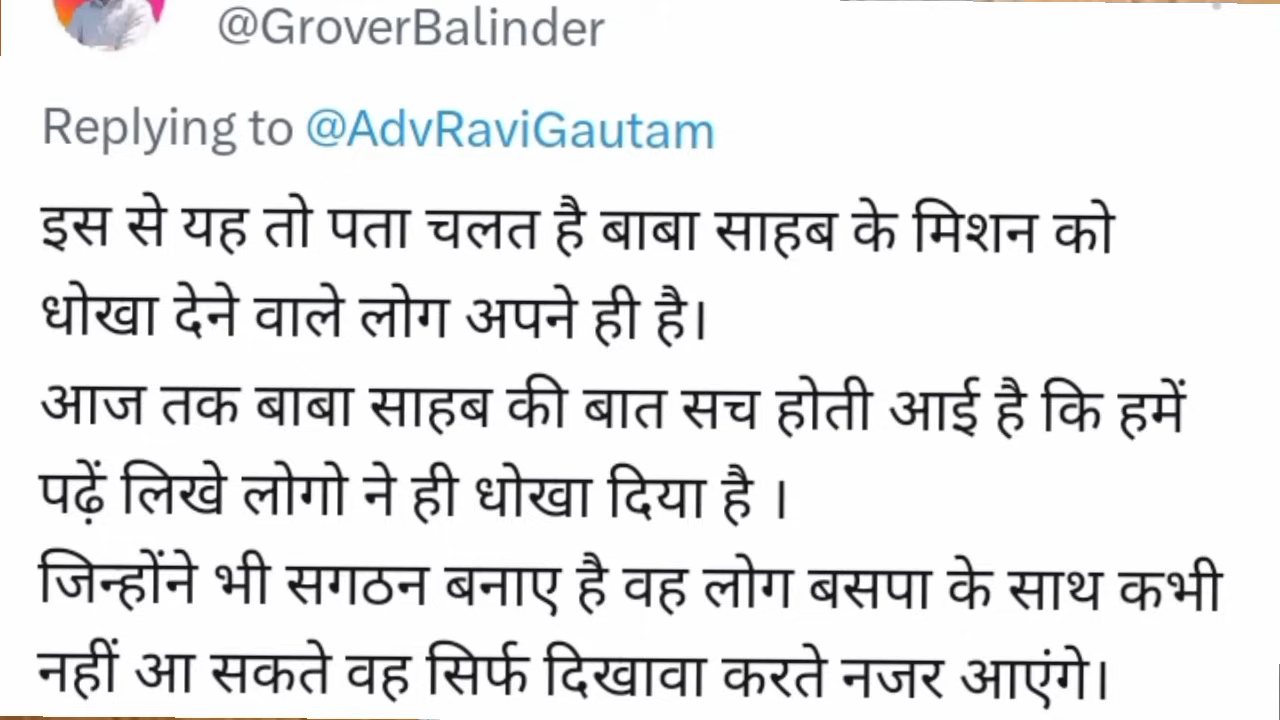 @GroverBalinder
Replying to @AdvRaviGautam
इस से यह तो पता चलत है बाबा साहब के मिशन को
धोखा देने वाले लोग अपने ही है।
आज तक बाबा साहब की बात सच होती आई है कि हमें
पढ़ें लिखे लोगो ने ही धोखा दिया है ।
जिन्होंने भी सगठन बनाए है वह लोग बसपा के साथ कभी
नहीं आ सकते वह सिर्फ दिखावा करते नजर आएंगे।